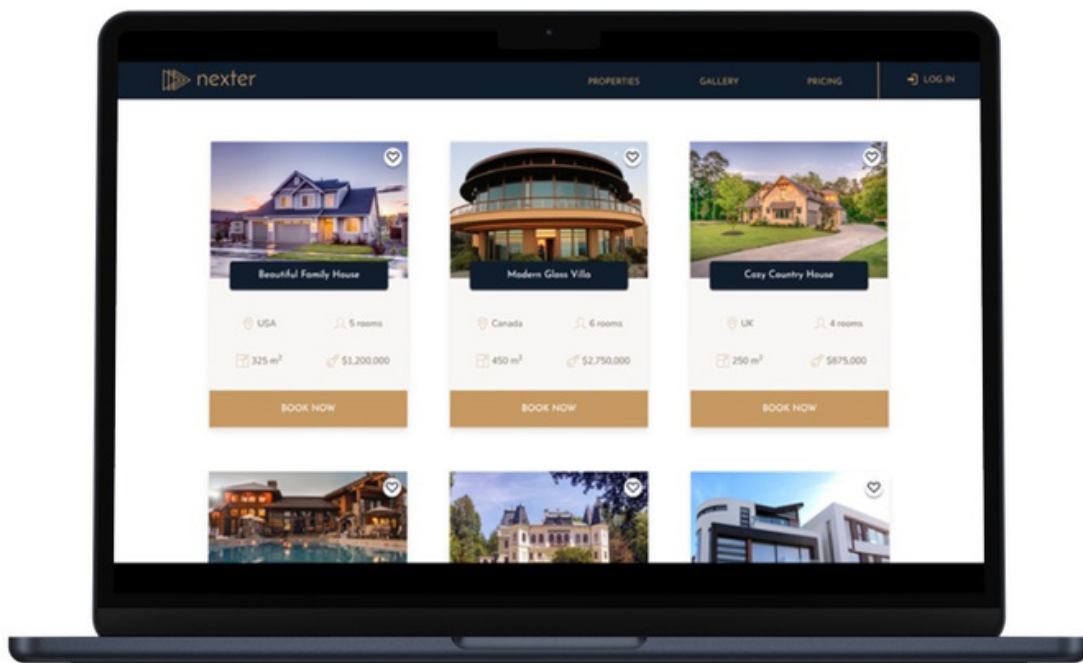 nexter
PROPERTIES
GALLERY
PRICING
LOG IN
Beautiful Family House
Modern Glass Villa
Cozy Country House
USA
5 rooms
Canada
6 rooms
UK
4 rooms
325 m²
$1,200,000
450 m²
$2,750,000
250 m²
$875,000
BOOK NOW
BOOK NOW
BOOK NOW